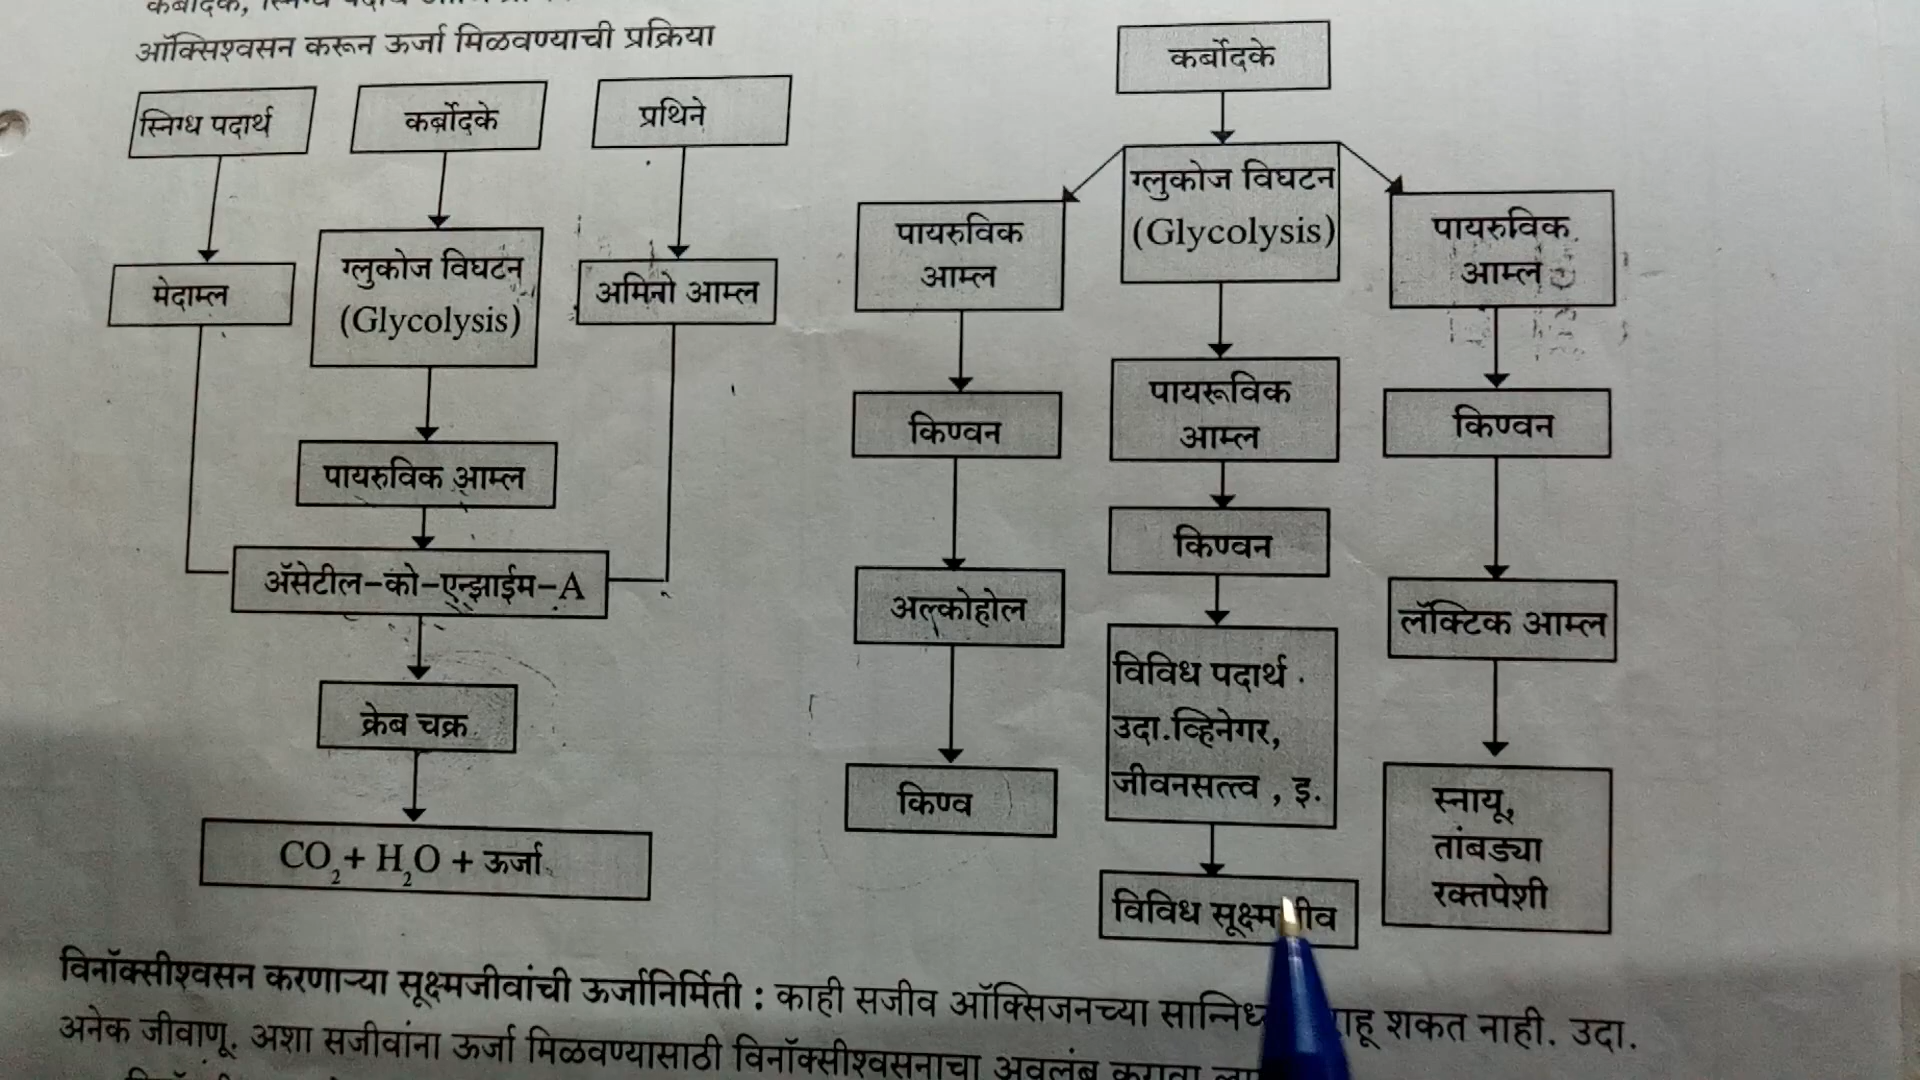 ऑक्सिश्वसन करून ऊर्जा मिळवण्याची प्रक्रिया
स्निग्ध पदार्थ
कर्बोदके
प्रथिने
मेदाम्ल
ग्लुकोज विघटन
(Glycolysis)
अमिनो आम्ल
पायरुविक आम्ल
ॲसेटील-को-एन्झाईम-A
क्रेब चक्र
CO₂ + H₂O + ऊर्जा
कर्बोदके
ग्लुकोज विघटन
(Glycolysis)
पायरुविक
आम्ल
किण्वन
अल्कोहोल
किण्व
पायरूविक
आम्ल
किण्वन
विविध पदार्थ
उदा.व्हिनेगर,
जीवनसत्त्व , इ.
विविध
पायरुविक
आम्ल
किण्वन
लॅक्टिक आम्ल
स्नायू,
तांबड्या
रक्तपेशी
विनॉक्सीश्वसन करणाऱ्या सूक्ष्मजीवांची ऊर्जानिर्मिती : काही सजीव ऑक्सिजनच्या शकत नाही. उदा.
अनेक जीवाणू. अशा सजीवांना ऊर्जा मिळवण्यासाठी विनॉक्सीश्वसनाचा अवलंब